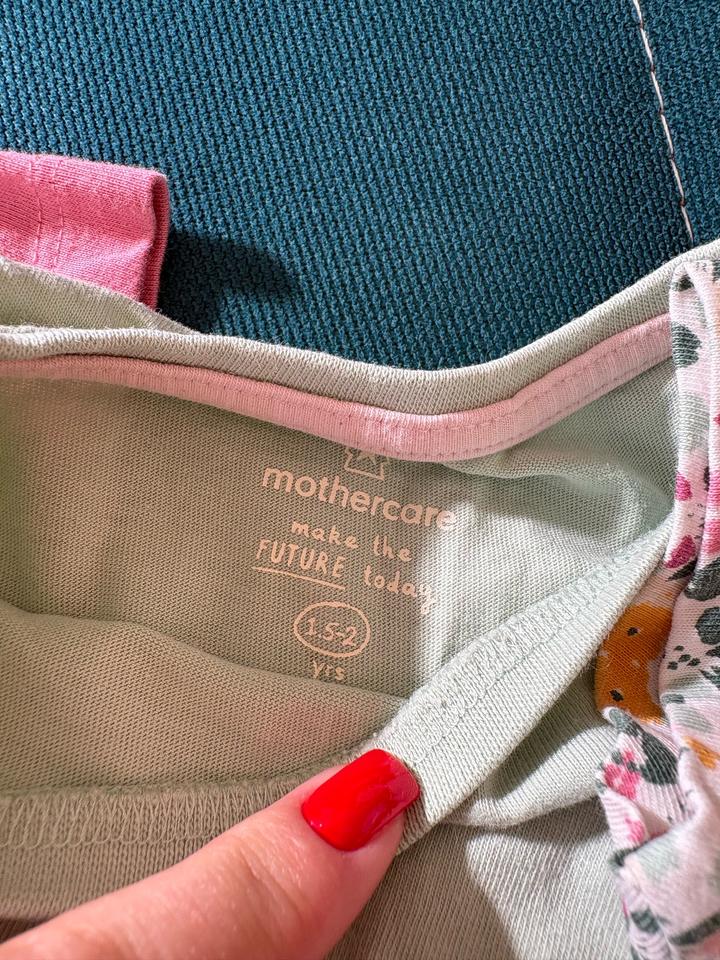 mothercare
make the
FUTURE today
1.5-2
yrs